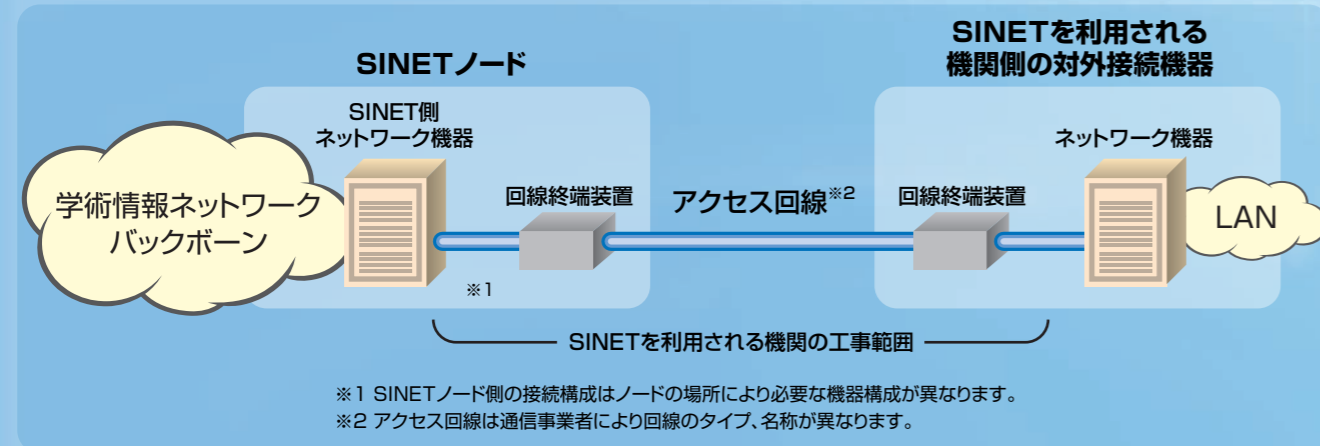 SINETノード
SINETを利用される
機関側の対外接続機器
SINET側
ネットワーク機器
ネットワーク機器
学術情報ネットワーク
バックボーン
回線終端装置
アクセス回線※2
回線終端装置
LAN
※1
SINETを利用される機関の工事範囲
※1 SINETノード側の接続構成はノードの場所により必要な機器構成が異なります。
※2 アクセス回線は通信事業者により回線のタイプ、名称が異なります。